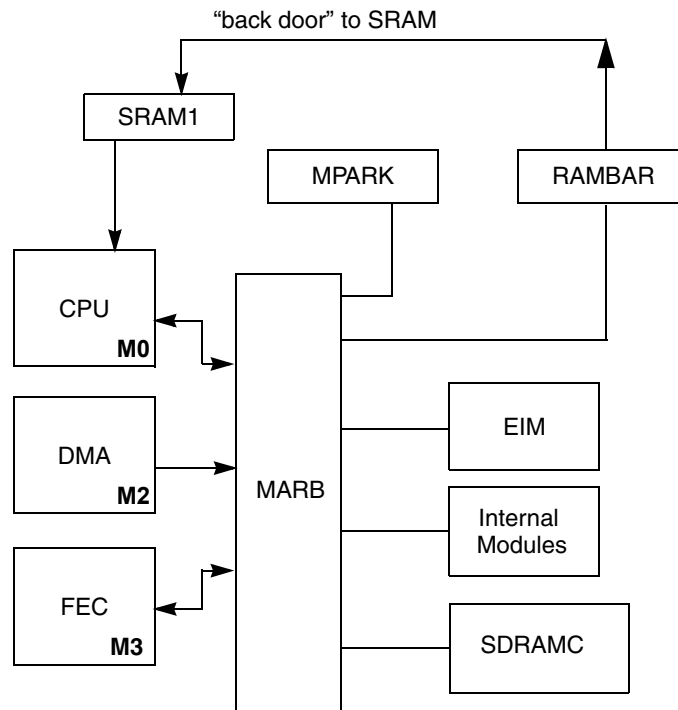 “back door” to SRAM
SRAM1
MPARK
RAMBAR
CPU
M0
EIM
DMA
M2
MARB
Internal
Modules
FEC
M3
SDRAMC